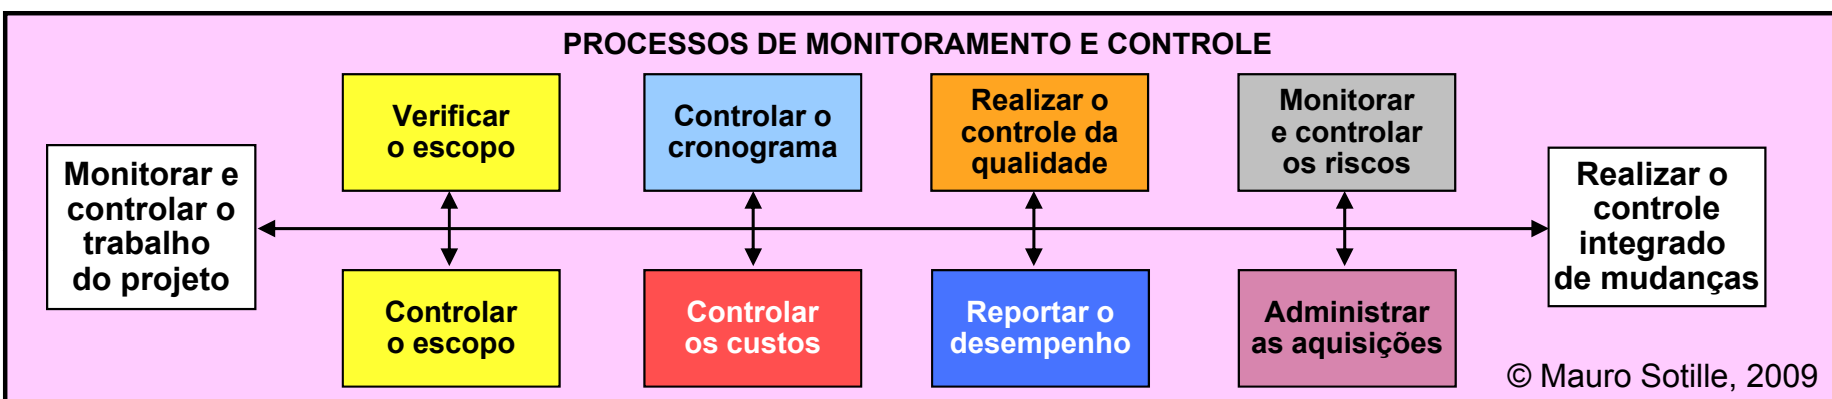 PROCESSOS DE MONITORAMENTO E CONTROLE
Monitorar e
controlar o
trabalho
do projeto
Verificar
o escopo
Controlar o
cronograma
Realizar o
controle da
qualidade
Monitorar
e controlar
os riscos
Controlar
o escopo
Controlar
os custos
Reportar o
desempenho
Administrar
as aquisições
Realizar o
controle
integrado
de mudanças
© Mauro Sotille, 2009